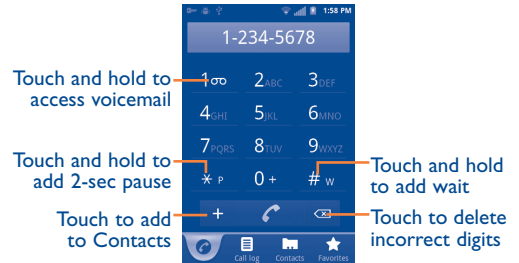 1:58 PM
1-234-5678
Touch and hold to
access voicemail
1 2ABC 3DEF
4GHI 5JKL 6MNO
7PQRS 8TUV 9WXYZ
Touch and hold to
add 2-sec pause
* P 0 + # W
Touch and hold
to add wait
Touch to add
to Contacts
+
Touch to delete
incorrect digits
Call log Contacts Favorites